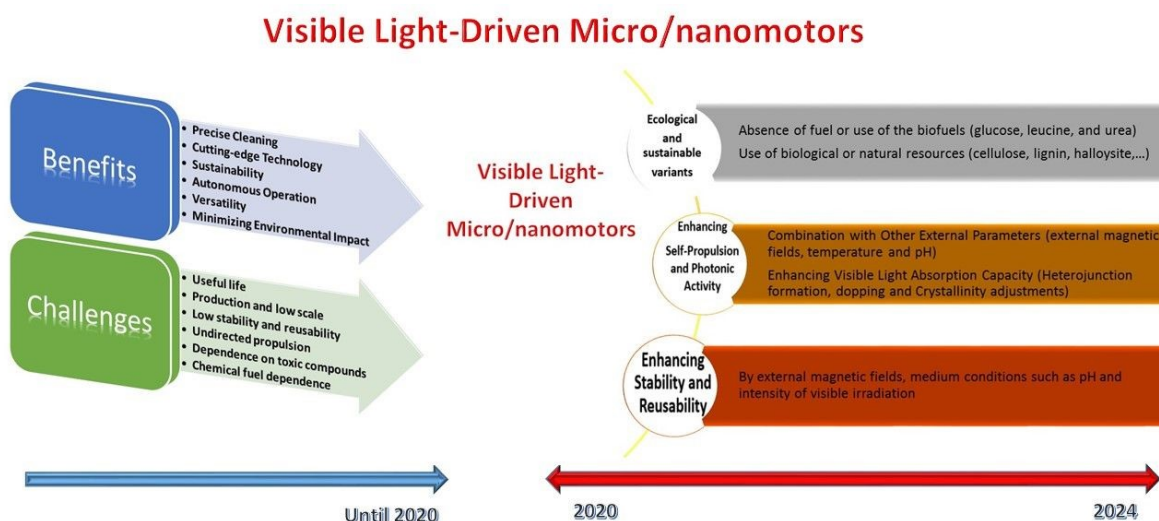 Visible Light-Driven Micro/nanomotors
Benefits
• Precise Cleaning
• Cutting-edge Technology
• Sustainability
• Autonomous Operation
• Versatility
• Minimizing Environmental Impact
Challenges
• Useful life
• Production and low scale
• Low stability and reusability
• Undirected propulsion
• Dependence on toxic compounds
• Chemical fuel dependence
Until 2020
Visible Light-
Driven
Micro/nanomotors
Ecological
and
sustainable
variants
Absence of fuel or use of the biofuels (glucose, leucine, and urea)
Use of biological or natural resources (cellulose, lignin, halloysite,...)
Enhancing
Self-Propulsion
and Photonic
Activity
Combination with Other External Parameters (external magnetic
fields, temperature and pH)
Enhancing Visible Light Absorption Capacity (Heterojunction
formation, dopping and Crystallinity adjustments)
Enhancing
Stability and
Reusability
By external magnetic fields, medium conditions such as pH and
intensity of visible irradiation
2020
2024